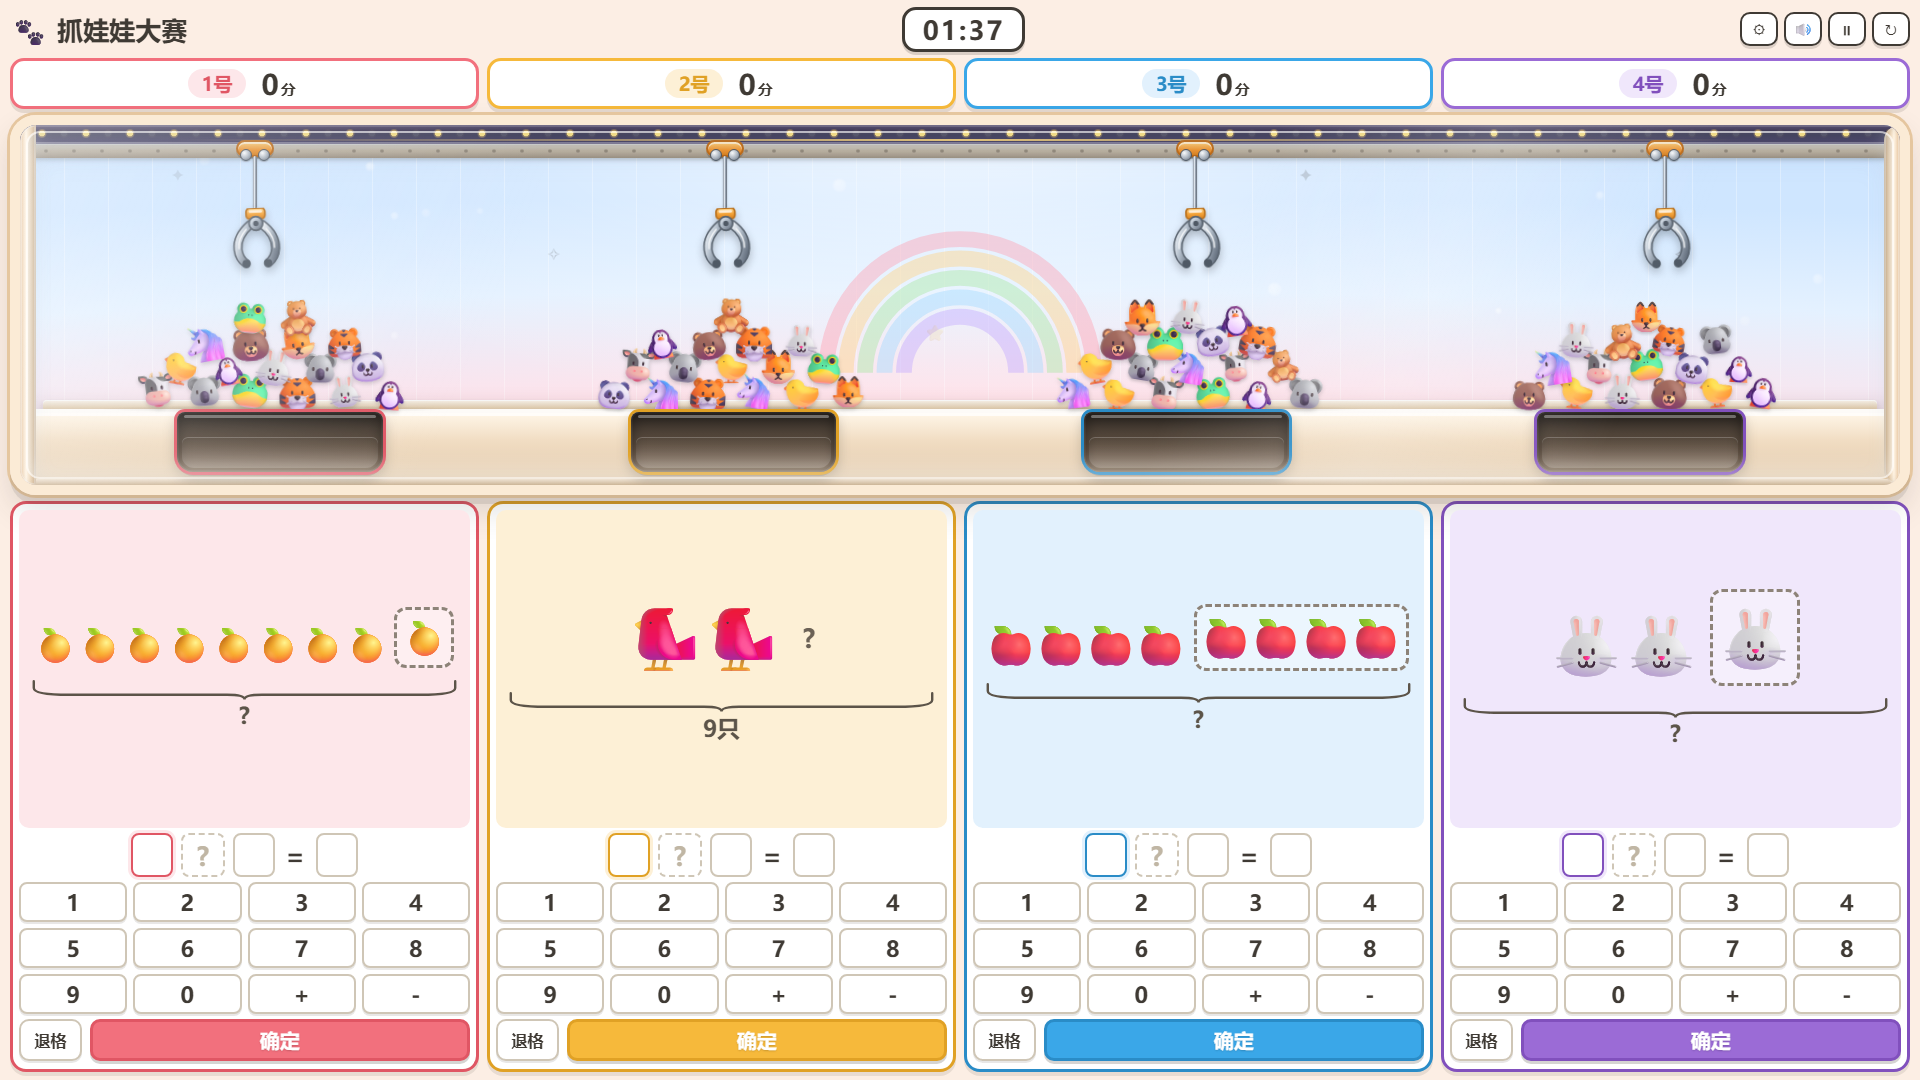 抓娃娃大赛
01:37
1号 0分
2号 0分
3号 0分
4号 0分
?
?
9只
?
?
? =
1 2 3 4
5 6 7 8
9 0 + -
退格 确定
? =
1 2 3 4
5 6 7 8
9 0 + -
退格 确定
? =
1 2 3 4
5 6 7 8
9 0 + -
退格 确定
? =
1 2 3 4
5 6 7 8
9 0 + -
退格 确定